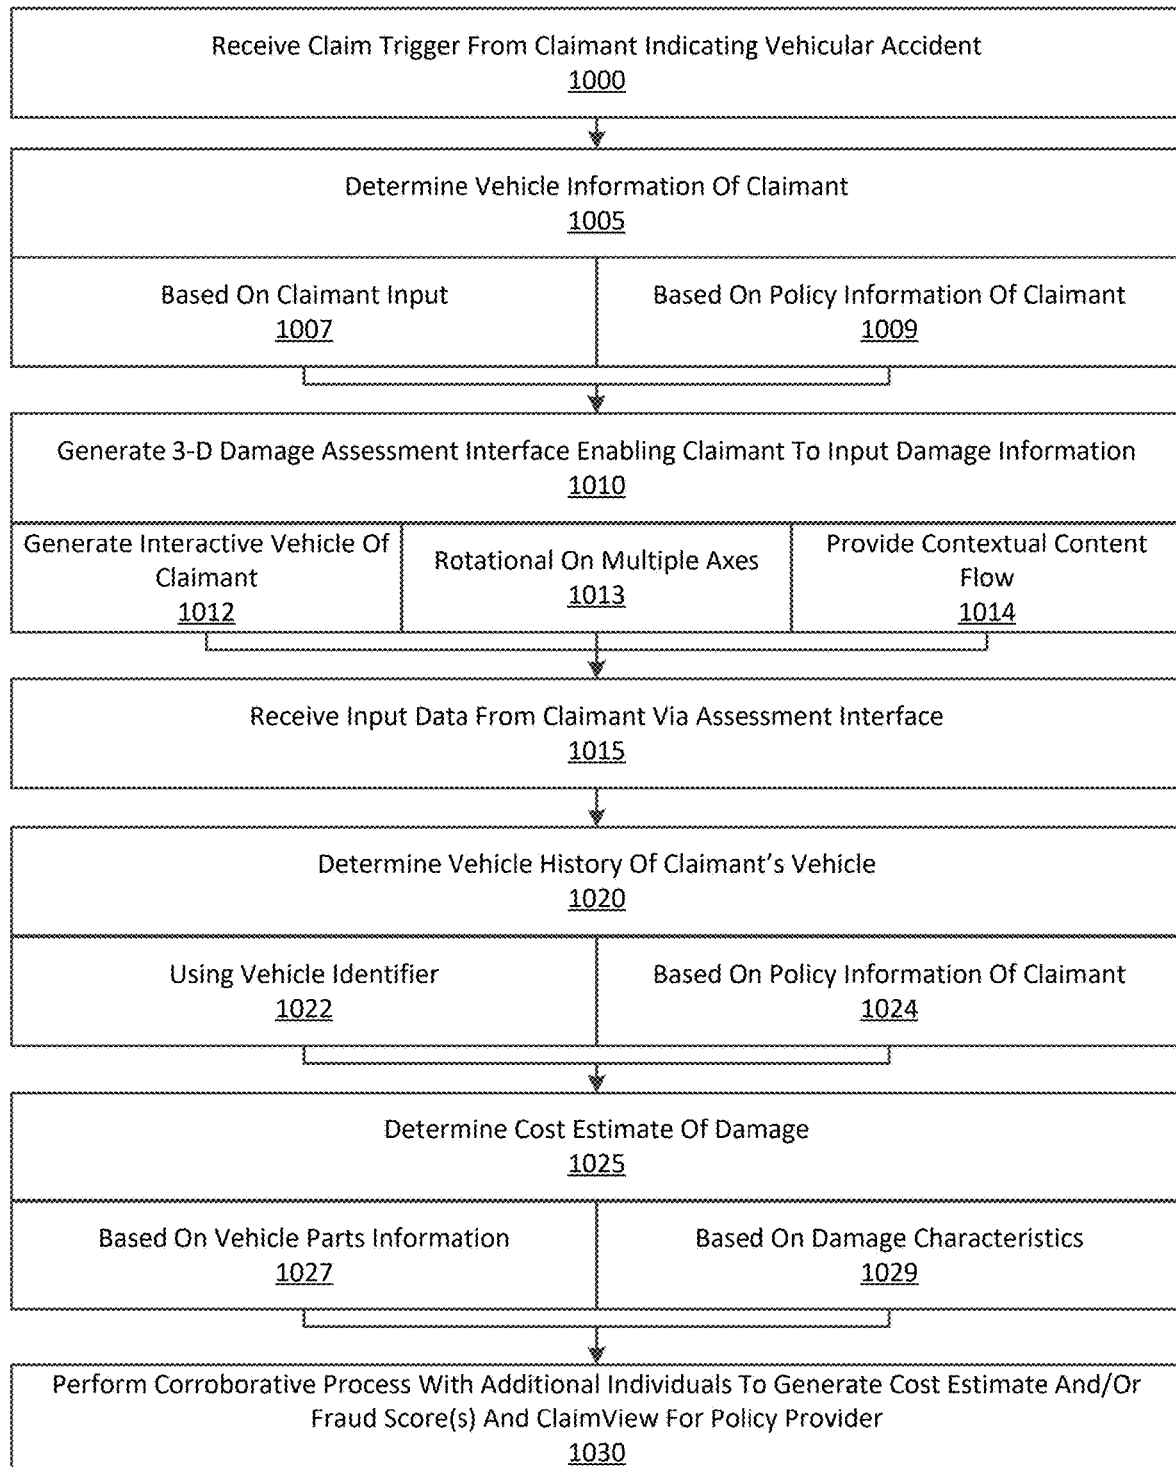 Receive Claim Trigger From Claimant Indicating Vehicular Accident
1000
Determine Vehicle Information Of Claimant
1005
Based On Claimant Input
1007
Based On Policy Information Of Claimant
1009
Generate 3-D Damage Assessment Interface Enabling Claimant To Input Damage Information
1010
Generate Interactive Vehicle Of
Claimant
1012
Rotational On Multiple Axes
1013
Provide Contextual Content
Flow
1014
Receive Input Data From Claimant Via Assessment Interface
1015
Determine Vehicle History Of Claimant's Vehicle
1020
Using Vehicle Identifier
1022
Based On Policy Information Of Claimant
1024
Determine Cost Estimate Of Damage
1025
Based On Vehicle Parts Information
1027
Based On Damage Characteristics
1029
Perform Corroborative Process With Additional Individuals To Generate Cost Estimate And/Or
Fraud Score(s) And ClaimView For Policy Provider
1030